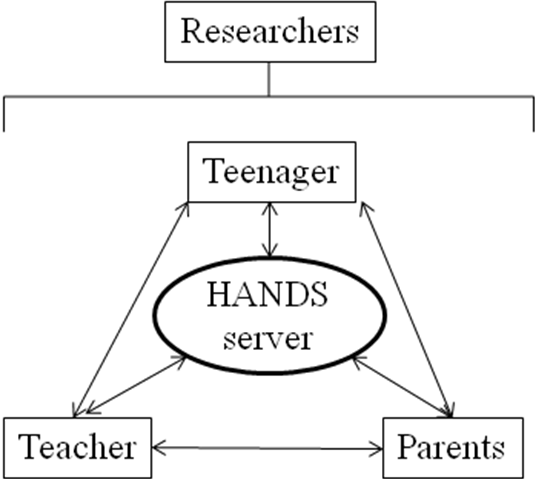 Researchers
Teenager
HANDS
server
Teacher
Parents